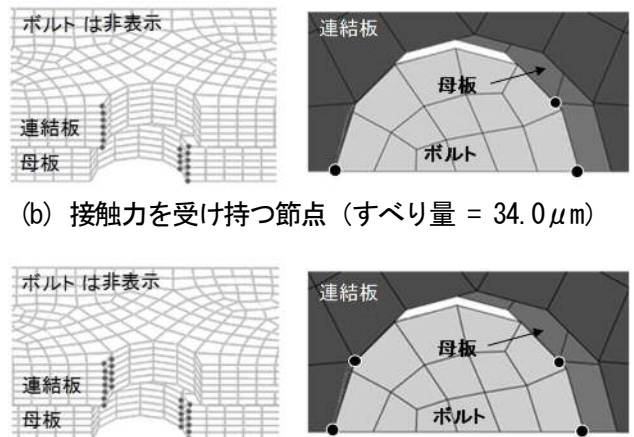 ボルトは非表示
連結板
母板
連結板
母板
ボルト
(b) 接触力を受け持つ節点 (すべり量 = 34.0μm)
ボルトは非表示
連結板
母板
連結板
母板
ボルト